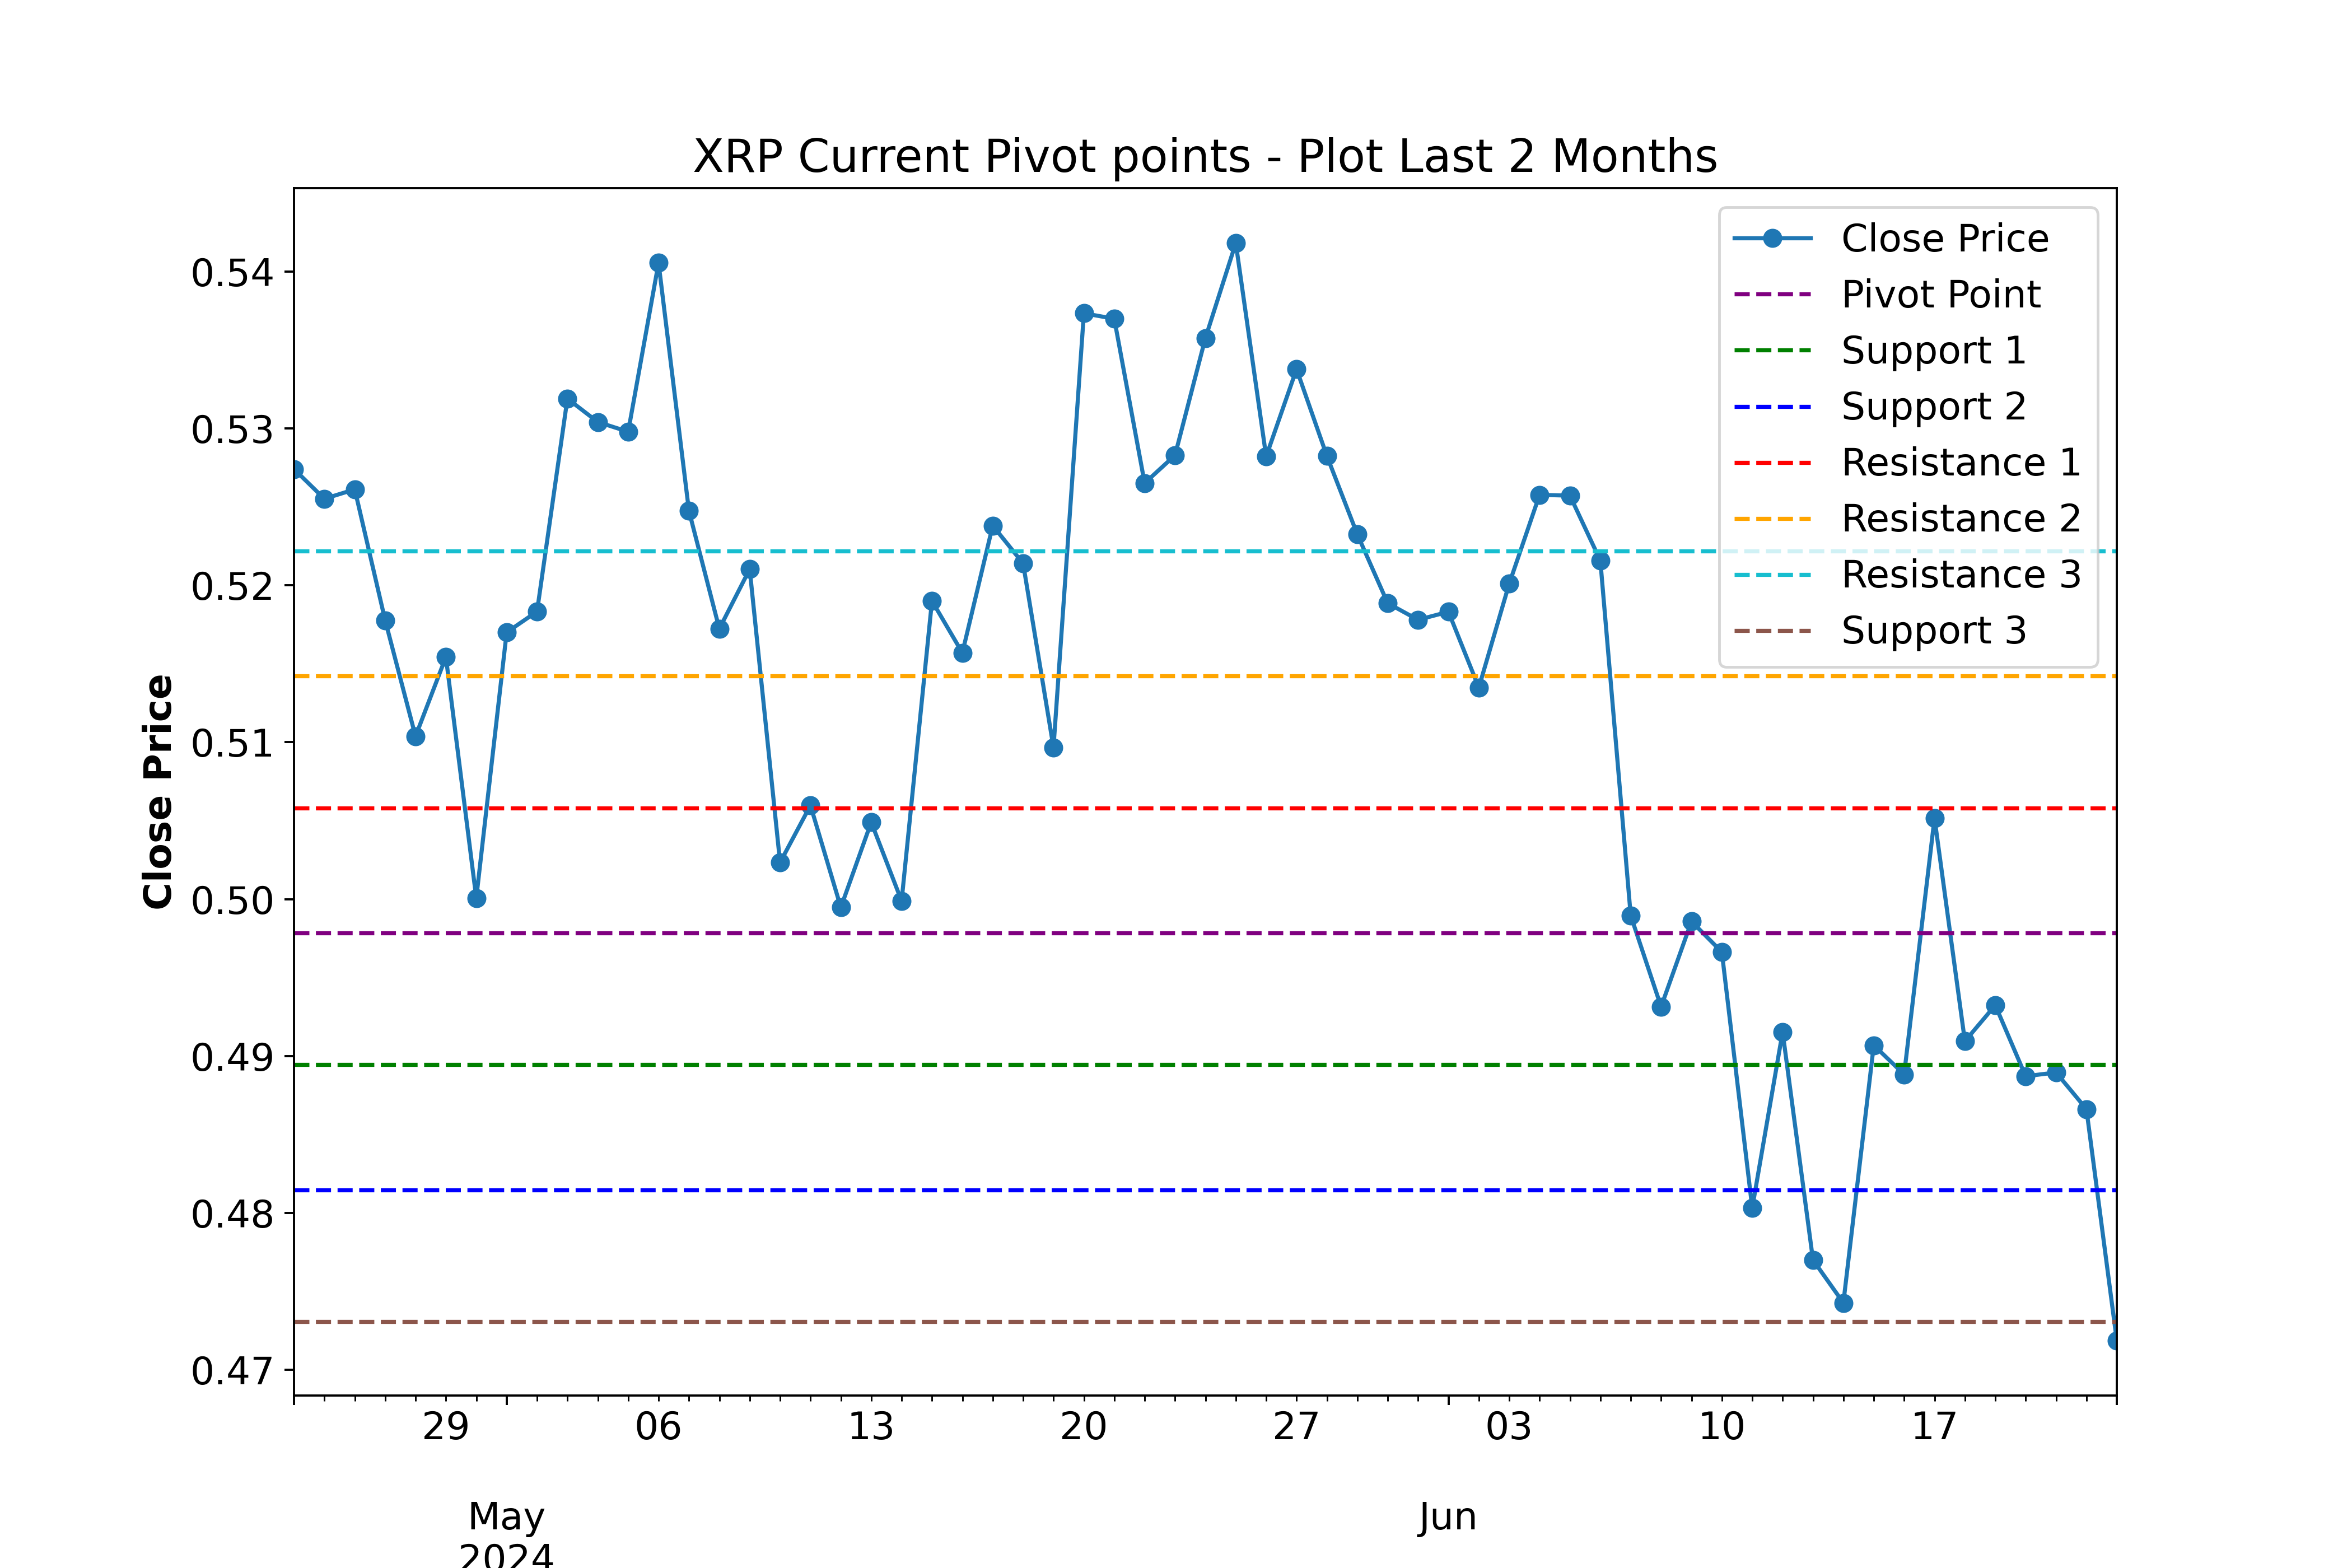 XRP Current Pivot points - Plot Last 2 Months
Close Price
0.54
0.53
0.52
0.51
0.50
0.49
0.48
0.47
Close Price
Pivot Point
Support 1
Support 2
Resistance 1
Resistance 2
Resistance 3
Support 3
29
06
13
20
27
03
10
17
May
2024
Jun